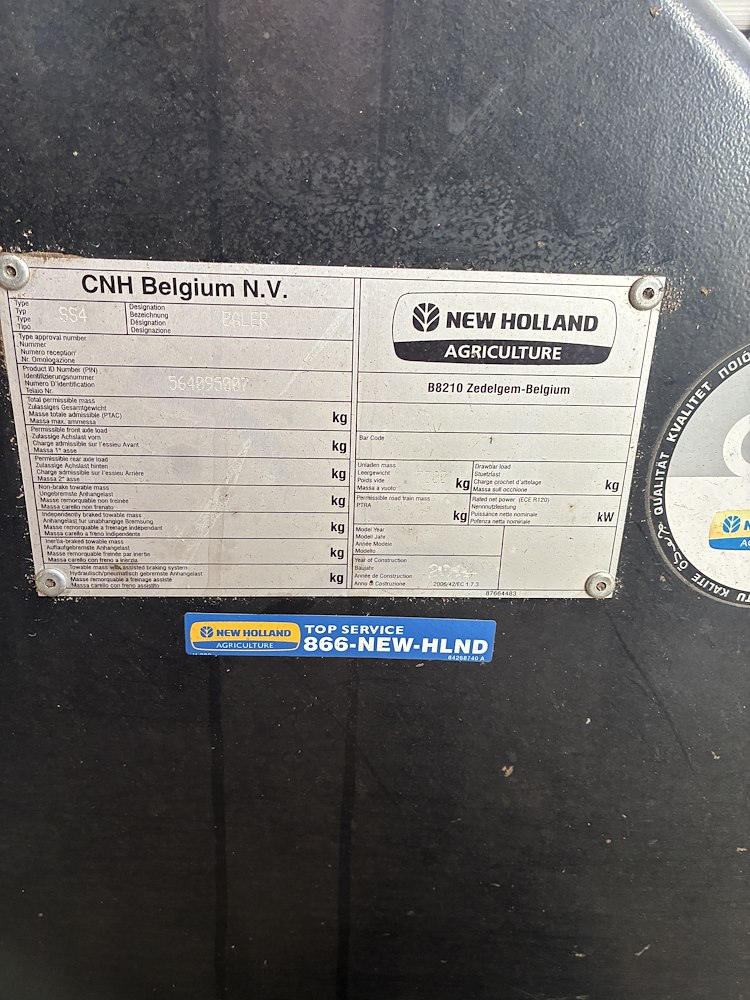 CNH Belgium N.V.
Type
Typ
Type
Tipo
554
Designation
Bezeichnung
Désignation
Designazione
BALER
Type approval number
Nummer
Numero reception
Nr. Omologazione
Product ID Number (PIN)
Identifizierungsnummer
Numero D'identification
Telaio Nr.
564095007
Total permissible mass
Zulassiges Gesamtgewicht
Masse totale admissible (PTAC)
Massa max. ammessa
kg
Permissible front axle load
Zulassige Achslast vorn
Charge admissible sur l'essieu Avant
Massa 1° asse
kg
Permissible rear axle load
Zulassige Achslast hinten
Charge admissible sur l'essieu Arrière
Massa 2° asse
kg
Non-brake towable mass
Ungebremste Anhangelast
Masse remorquable non freinée
Massa carello non frenato
kg
Independently braked towable mass
Anhangelast fur unabhangige Bremsung
Masse remorquable a freinage indépendant
Massa carello a freno indipendente
kg
Inertia-braked towable mass
Auflaufgebremste Anhangelast
Masse remorquable freinée par inertie
Massa carello con freno a inerzia
kg
Towable mass with assisted braking system
Hydraulisch/pneumatisch gebremste Anhangelast
Masse remorquable a freinage assisté
Massa carello con freno assistito
kg
NEW HOLLAND
AGRICULTURE
B8210 Zedelgem-Belgium
Bar Code
Unladen mass
Leergewicht
Poids vide
Massa a vuoto
kg
Drawbar load
Stuetzlast
Charge crochet d'attelage
Massa sull occhione
kg
Permissible road train mass
PTRA
kg
Rated net power (ECE R120)
Nennnutzleistung
Puissance nette nominale
Potenza netta nominale
kW
Model Year
Model Jahr
Année Modele
Modello
Year of Construction
Baujahr
Année de Construction
Anno di Costruzione
2006/42/EC 1.7.3
87664483
NEW HOLLAND
AGRICULTURE
TOP SERVICE
866-NEW-HLND
84268740 A
QUALITÄT KVALITET
KALITE